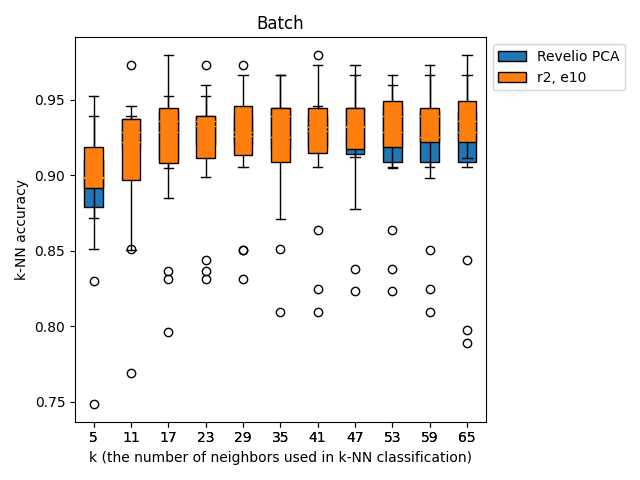 Batch
Revelio PCA
r2, e10
k-NN accuracy
0.95
0.90
0.85
0.80
0.75
5 11 17 23 29 35 41 47 53 59 65
k (the number of neighbors used in k-NN classification)